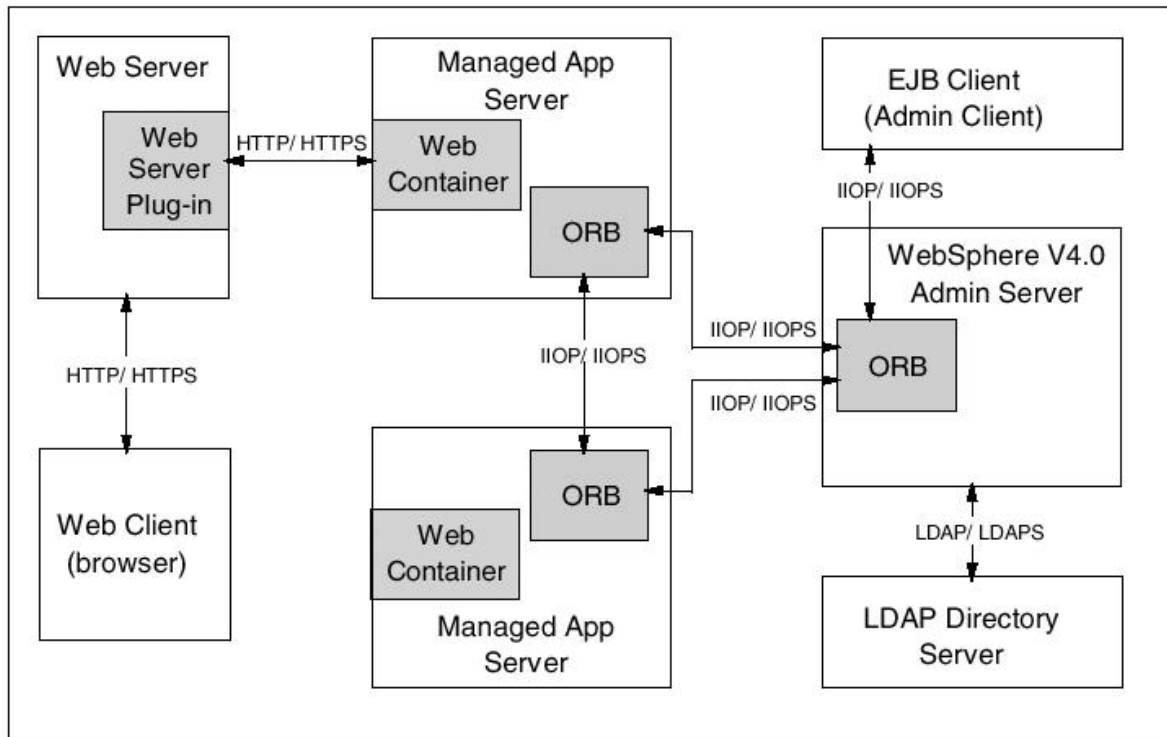 Web Server
Web
Server
Plug-in
HTTP/ HTTPS
HTTP/ HTTPS
Web Client
(browser)
Managed App
Server
Web
Container
ORB
IIOP/ IIOPS
ORB
Web
Container
Managed App
Server
IIOP/ IIOPS
IIOP/ IIOPS
EJB Client
(Admin Client)
IIOP/ IIOPS
WebSphere V4.0
Admin Server
ORB
LDAP/ LDAPS
LDAP Directory
Server